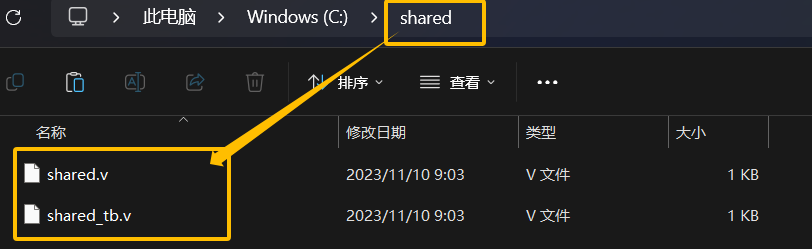 此电脑 Windows (C:) shared
排序 查看
名称 修改日期 类型 大小
shared.v 2023/11/10 9:03 V 文件 1 KB
shared_tb.v 2023/11/10 9:03 V 文件 1 KB